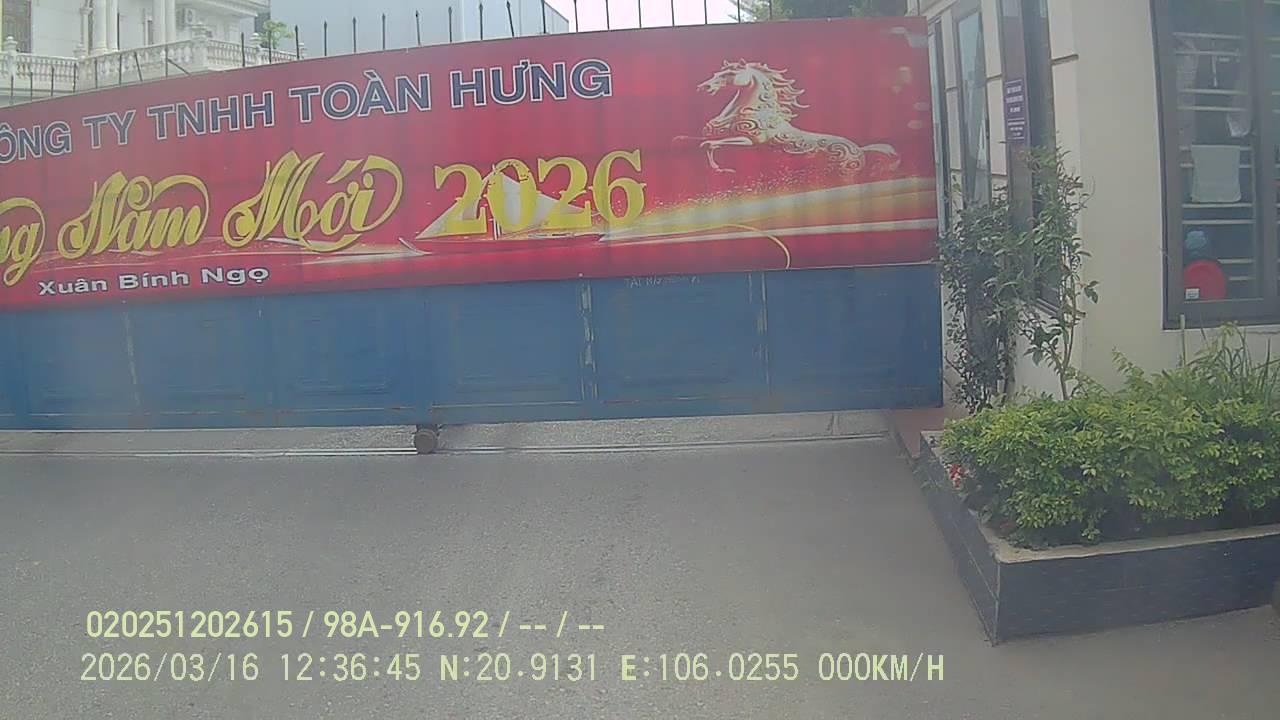 ÔNG TY TNHH TOÀN HƯNG
ng Năm Mới 2026
Xuân Bính Ngọ
020251202615 / 98A-916.92 / -- / --
2026/03/16 12:36:45 N:20.9131 E:106.0255 000KM/H